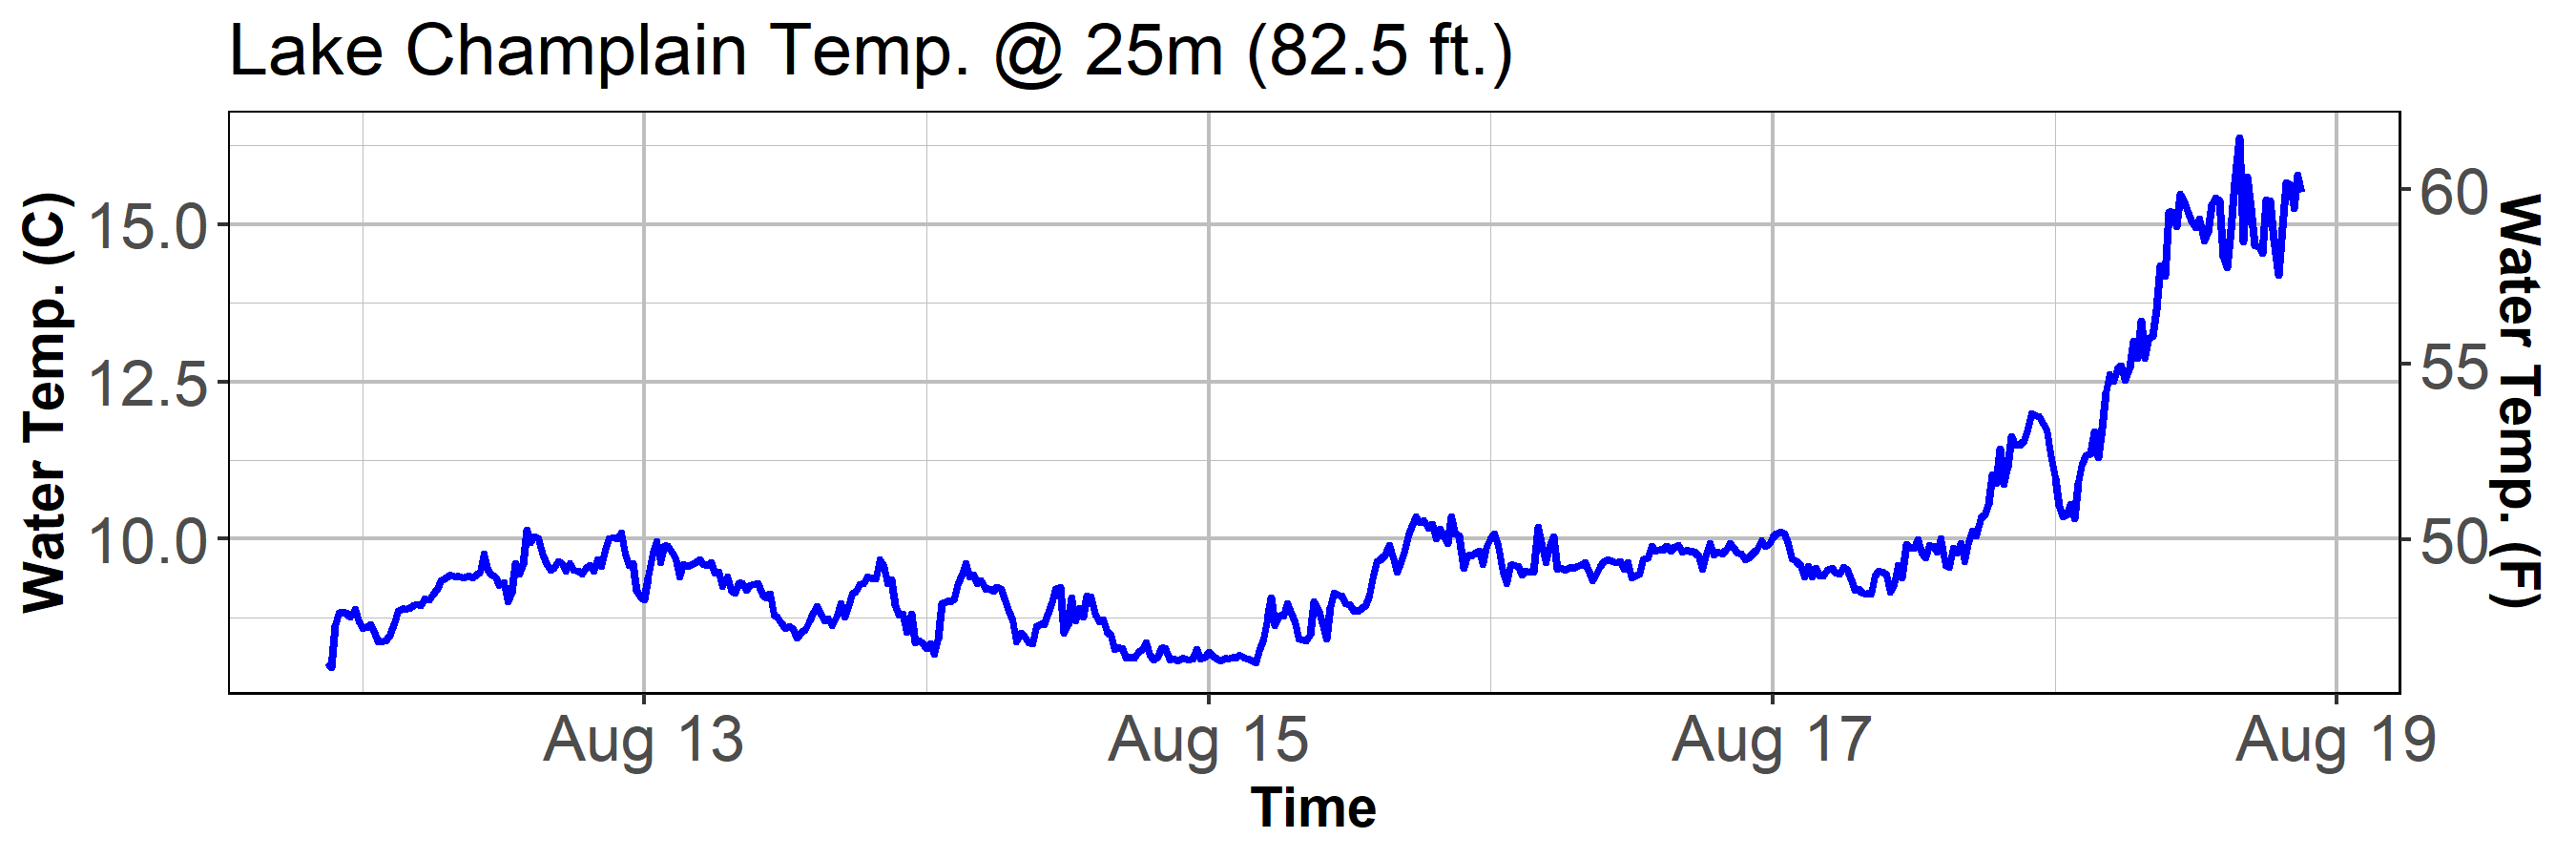 Lake Champlain Temp. @ 25m (82.5 ft.)
Water Temp. (C)
15.0
12.5
10.0
60
55
50
Water Temp. (F)
Aug 13 Aug 15 Aug 17 Aug 19
Time